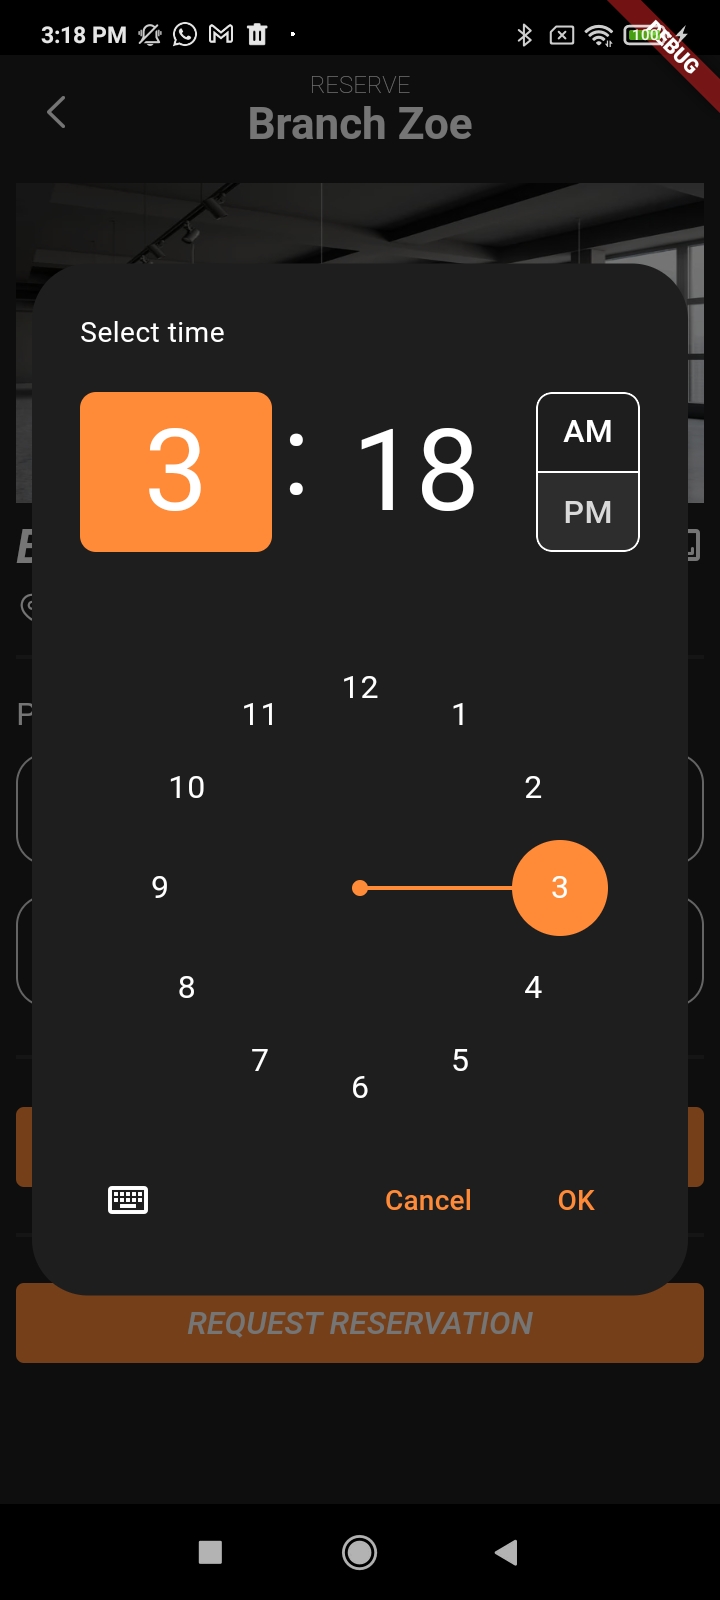 3:18 PM
100
DEBUG
RESERVE
Branch Zoe
Select time
3 : 18
AM
PM
P
12
11
1
10
2
9
3
8
4
7
5
6
Cancel
OK
REQUEST RESERVATION